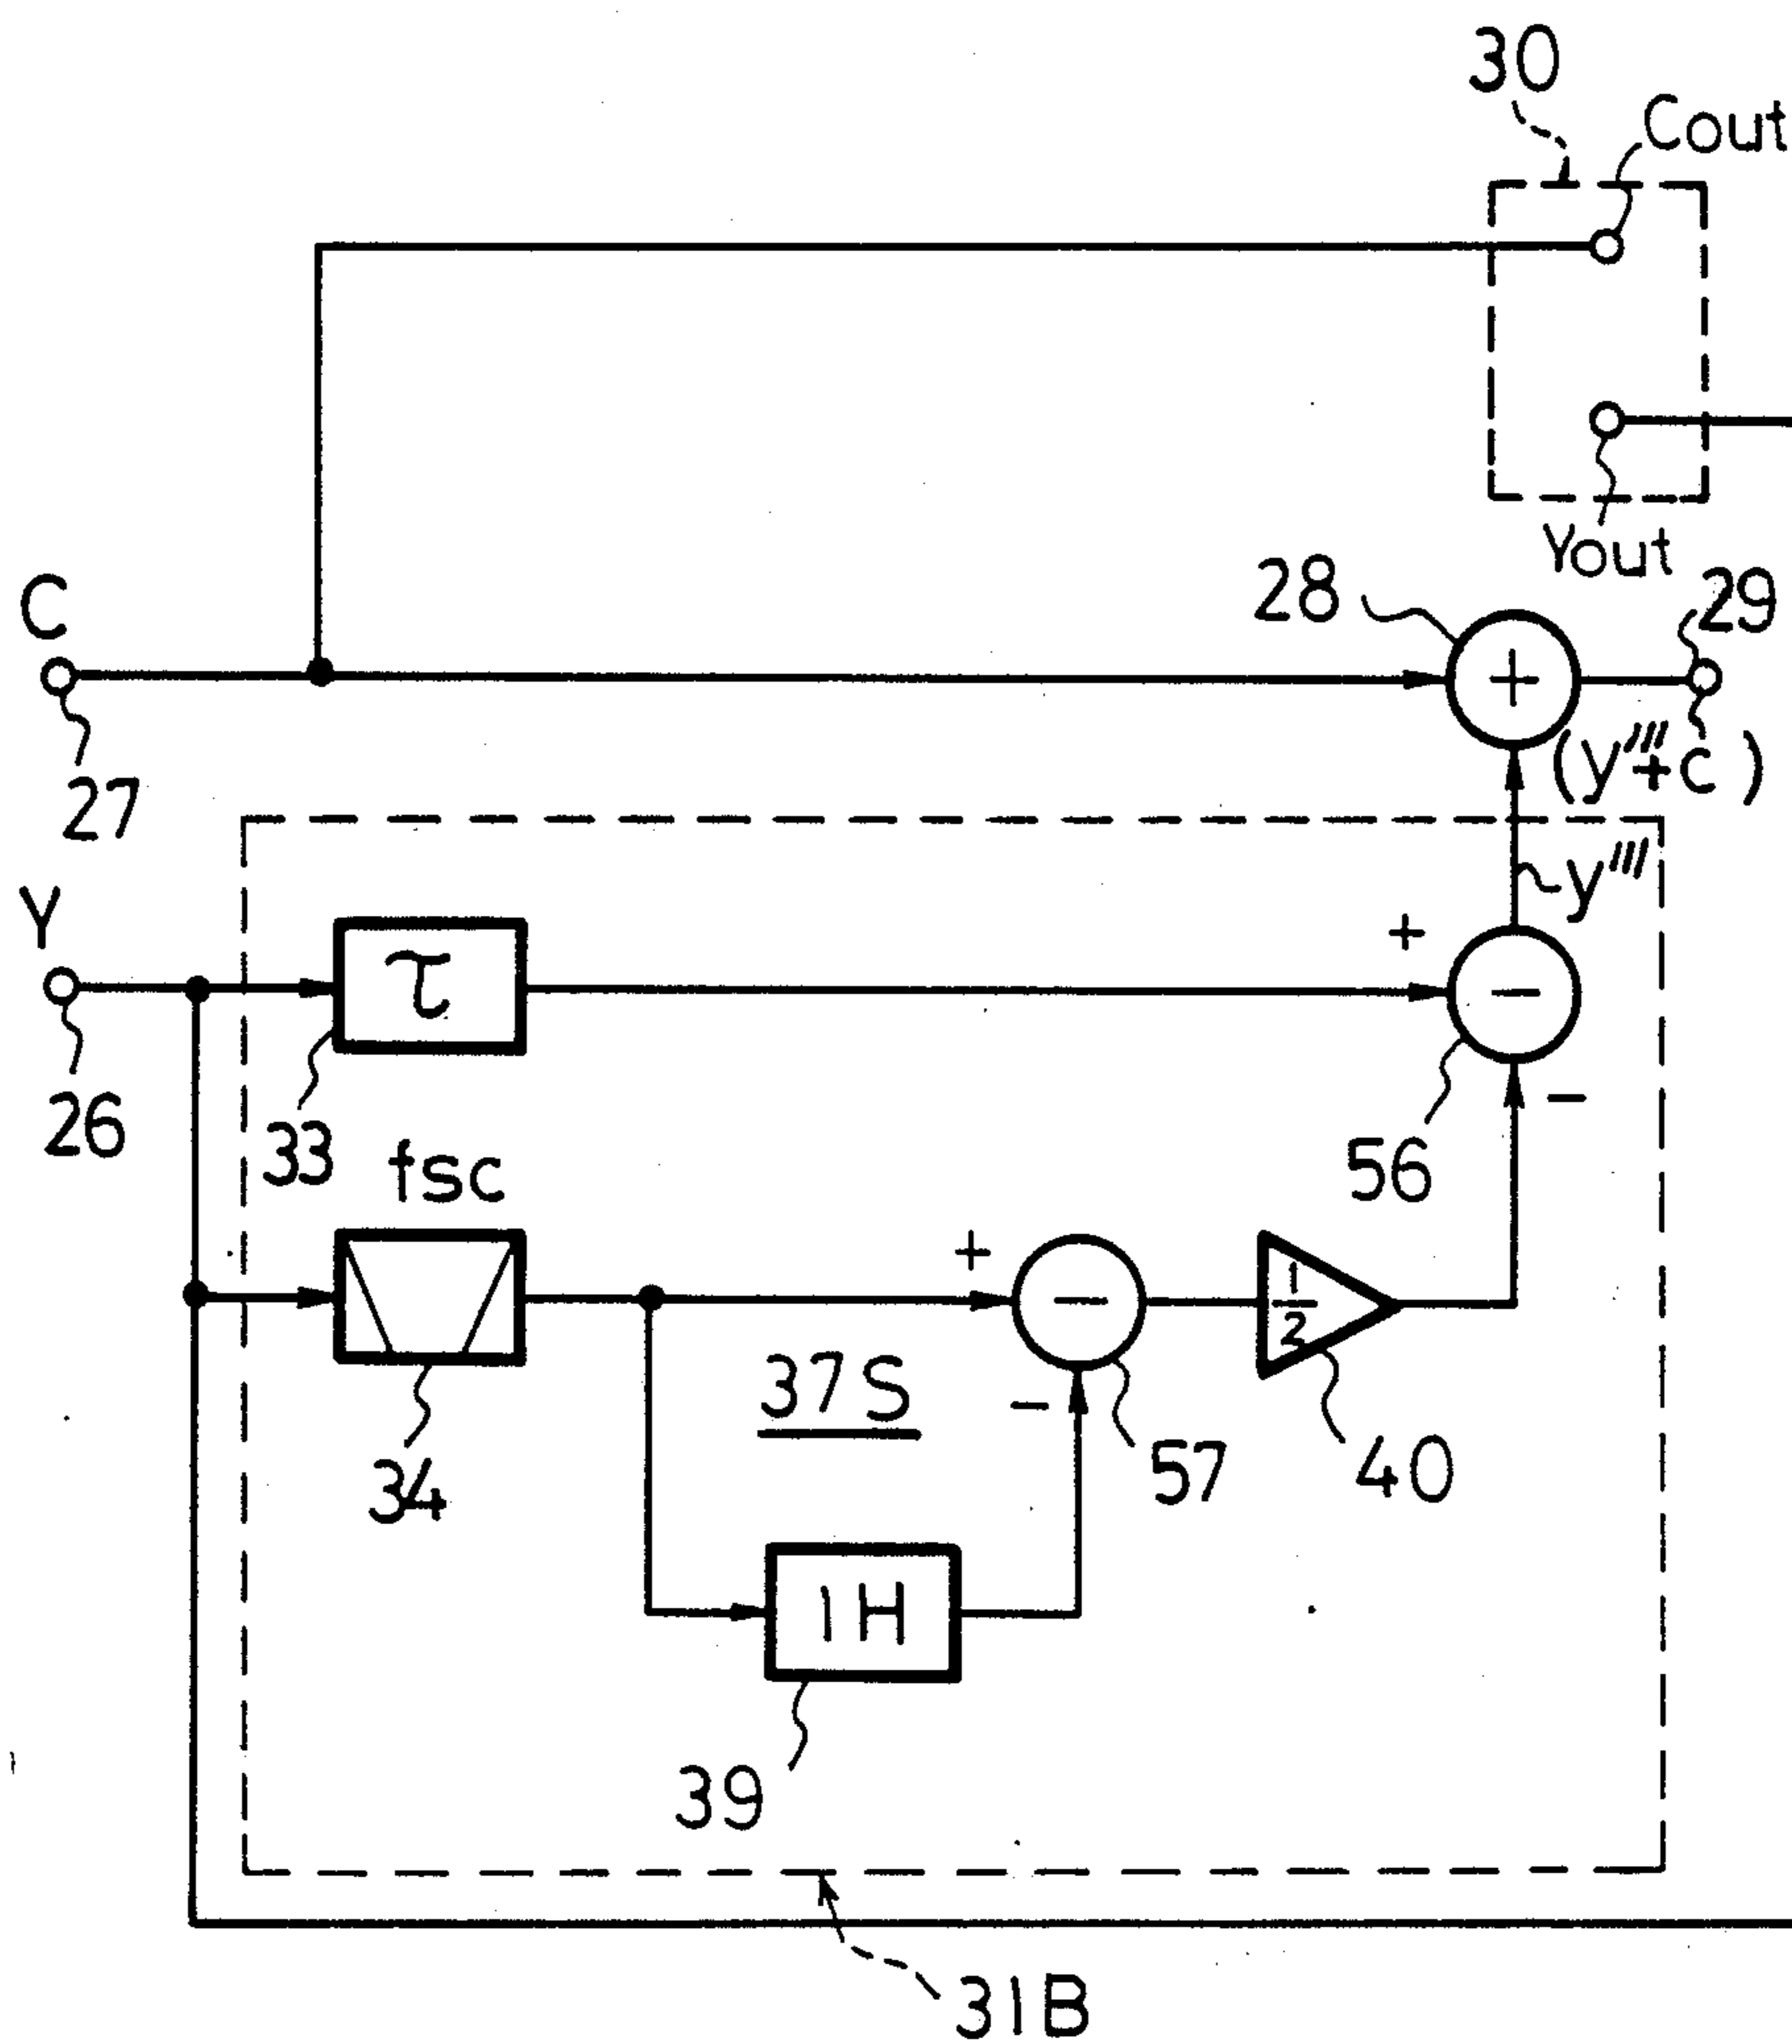 30
Cout
Yout
28
29
C
27
(y‴+c)
y‴
Y
+
τ
26
33
fsc
56
−
+
−
1/2
37S
−
34
57
40
1H
39
31B